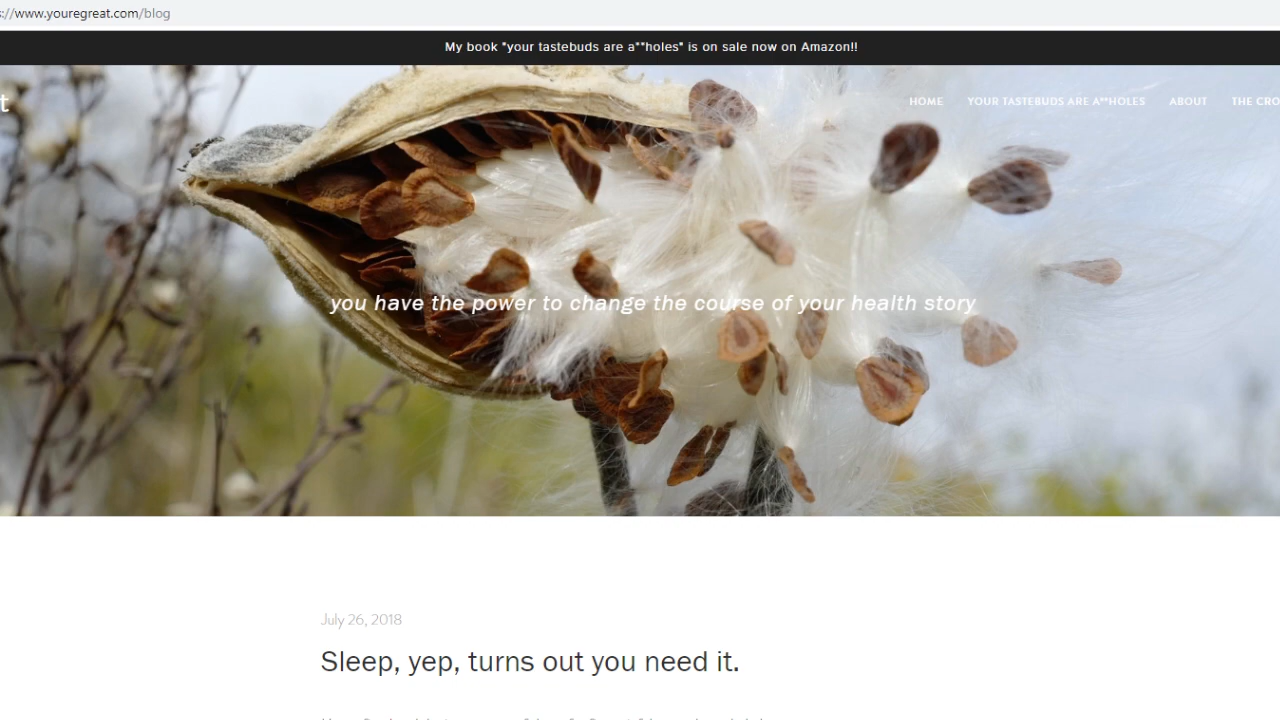 ://www.youregreat.com/blog
My book "your tastebuds are a**holes" is on sale now on Amazon!!
t
HOME YOUR TASTEBUDS ARE A**HOLES ABOUT THE CRO
you have the power to change the course of your health story
July 26, 2018
Sleep, yep, turns out you need it.